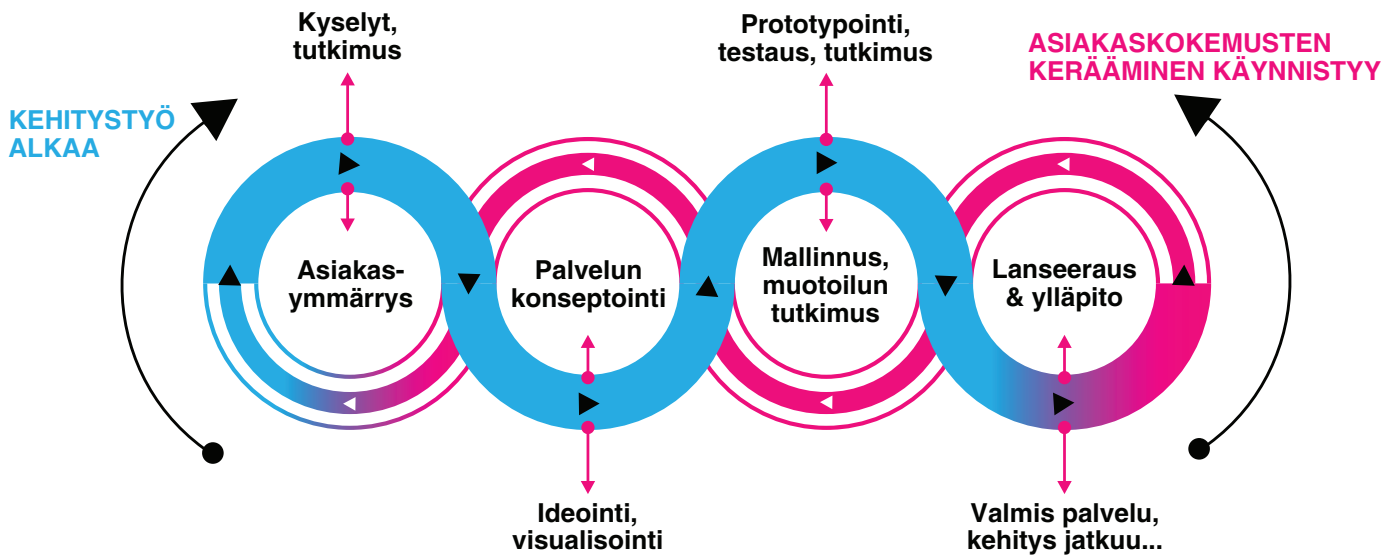 Kyselyt,
tutkimus
Prototypointi,
testaus, tutkimus
ASIAKASKOKEMUSTEN
KERÄÄMINEN KÄYNNISTYY
KEHITYSTYÖ
ALKAA
Asiakas-
ymmärrys
Palvelun
konseptointi
Mallinnus,
muotoilun
tutkimus
Lanseeraus
& ylläpito
Ideointi,
visualisointi
Valmis palvelu,
kehitys jatkuu...